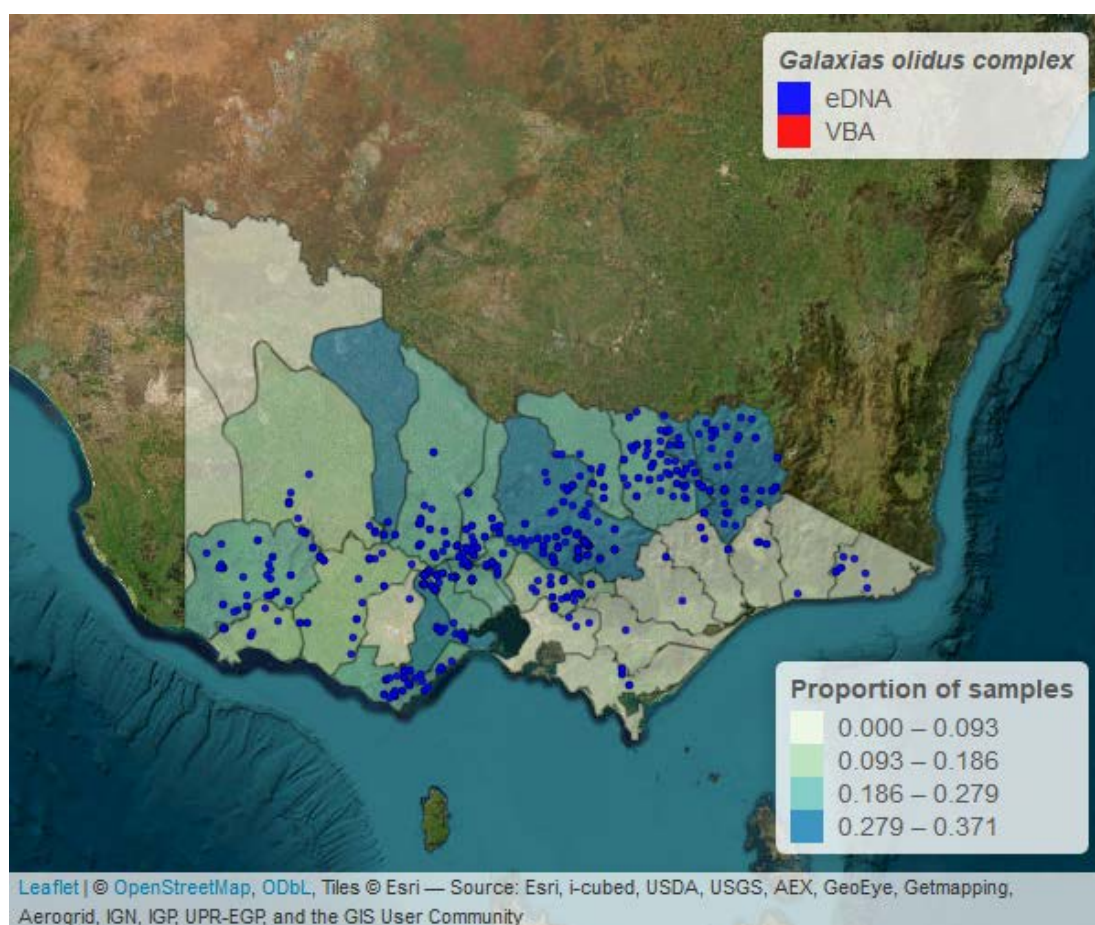 Galaxias olidus complex
eDNA
VBA
Proportion of samples
0.000 – 0.093
0.093 – 0.186
0.186 – 0.279
0.279 – 0.371
Leaflet | © OpenStreetMap, ODbL, Tiles © Esri — Source: Esri, i-cubed, USDA, USGS, AEX, GeoEye, Getmapping,
Aerogrid, IGN, IGP, UPR-EGP, and the GIS User Community